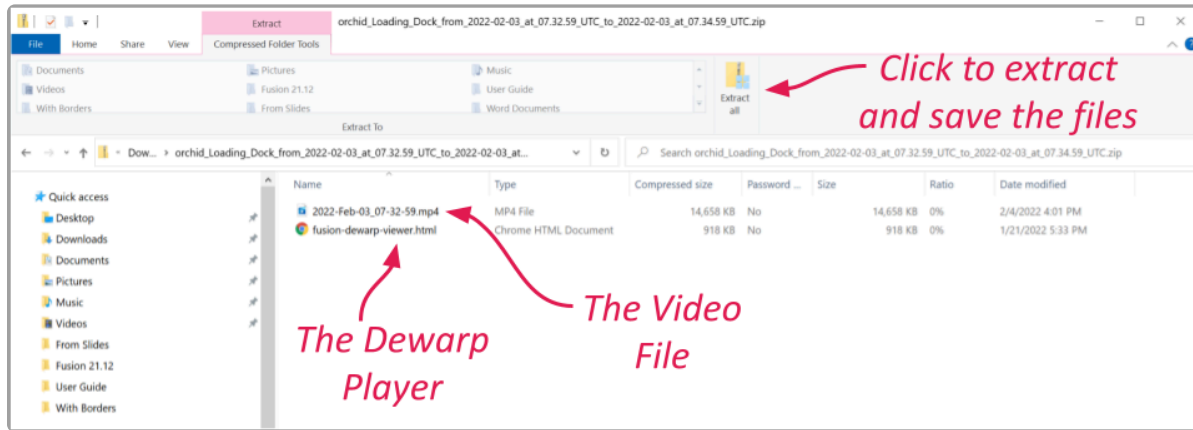 Extract
orchid_Loading_Dock_from_2022-02-03_at_07.32.59_UTC_to_2022-02-03_at_07.34.59_UTC.zip
File Home Share View Compressed Folder Tools
Documents Pictures Music
Videos Fusion 21.12 User Guide
With Borders From Slides Word Documents
Extract all
Extract To
Click to extract
and save the files
Dow... orchid_Loading_Dock_from_2022-02-03_at_07.32.59_UTC_to_2022-02-03_at... Search orchid_Loading_Dock_from_2022-02-03_at_07.32.59_UTC_to_2022-02-03_at_07.34.59_UTC.zip
Name Type Compressed size Password ... Size Ratio Date modified
2022-Feb-03_07-32-59.mp4 MP4 File 14,658 KB No 14,658 KB 0% 2/4/2022 4:01 PM
fusion-dewarp-viewer.html Chrome HTML Document 918 KB No 918 KB 0% 1/21/2022 5:33 PM
Quick access
Desktop
Downloads
Documents
Pictures
Music
Videos
From Slides
Fusion 21.12
User Guide
With Borders
The Dewarp
Player
The Video
File